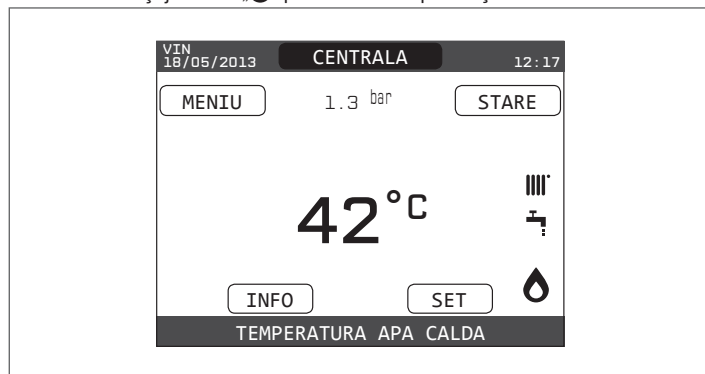 VIN
18/05/2013 CENTRALA 12:17
MENIU 1.3 bar STARE
42°C
INFO SET
TEMPERATURA APA CALDA